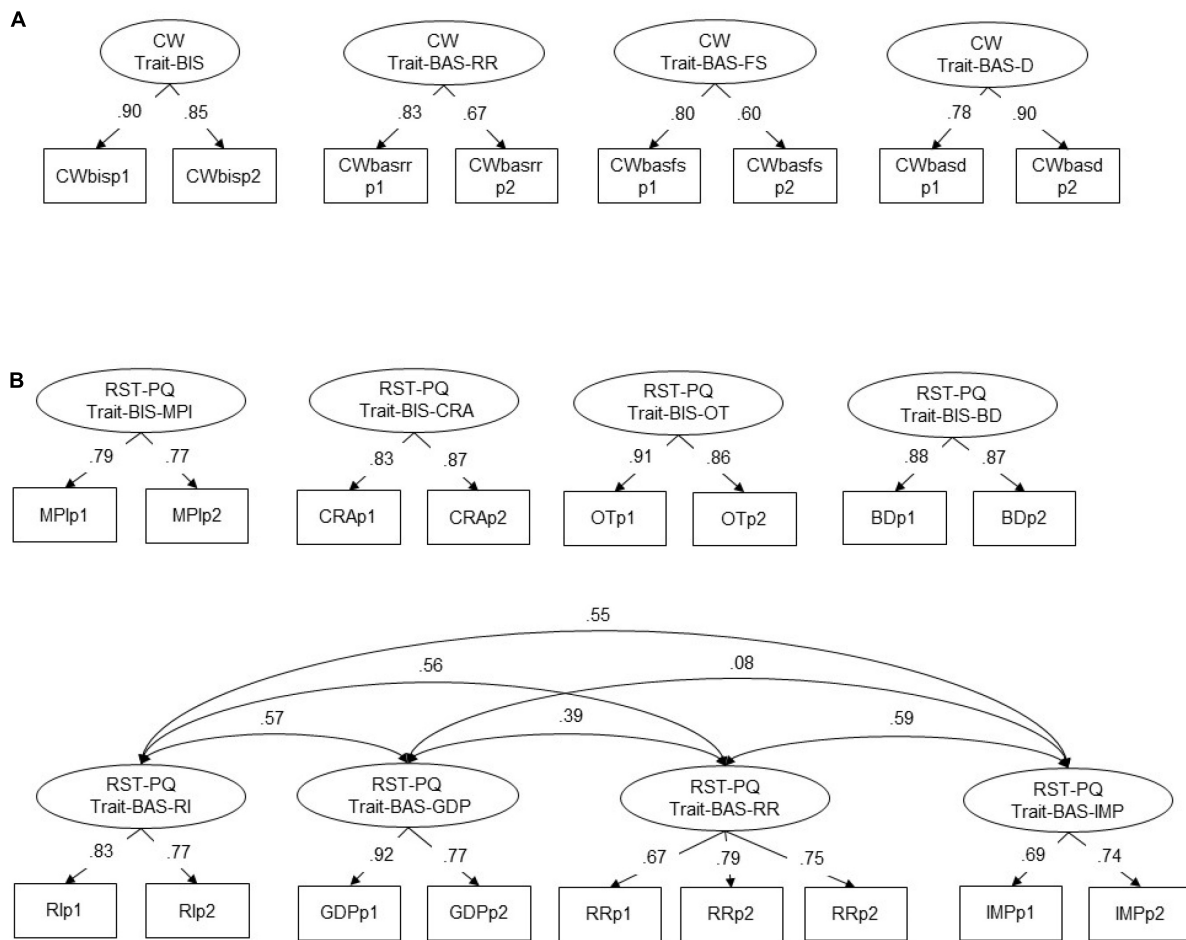 A
CW
Trait-BIS
CW
Trait-BAS-RR
CW
Trait-BAS-FS
CW
Trait-BAS-D
.90
.85
.83
.67
.80
.60
.78
.90
CWbisp1
CWbisp2
CWbasrr
p1
CWbasrr
p2
CWbasfs
p1
CWbasfs
p2
CWbasd
p1
CWbasd
p2
B
RST-PQ
Trait-BIS-MPI
RST-PQ
Trait-BIS-CRA
RST-PQ
Trait-BIS-OT
RST-PQ
Trait-BIS-BD
.79
.77
.83
.87
.91
.86
.88
.87
MPIp1
MPIp2
CRAp1
CRAp2
OTp1
OTp2
BDp1
BDp2
.55
.56
.08
.57
.39
.59
RST-PQ
Trait-BAS-RI
RST-PQ
Trait-BAS-GDP
RST-PQ
Trait-BAS-RR
RST-PQ
Trait-BAS-IMP
.83
.77
.92
.77
.67
.79
.75
.69
.74
RIp1
RIp2
GDPp1
GDPp2
RRp1
RRp2
RRp2
IMPp1
IMPp2